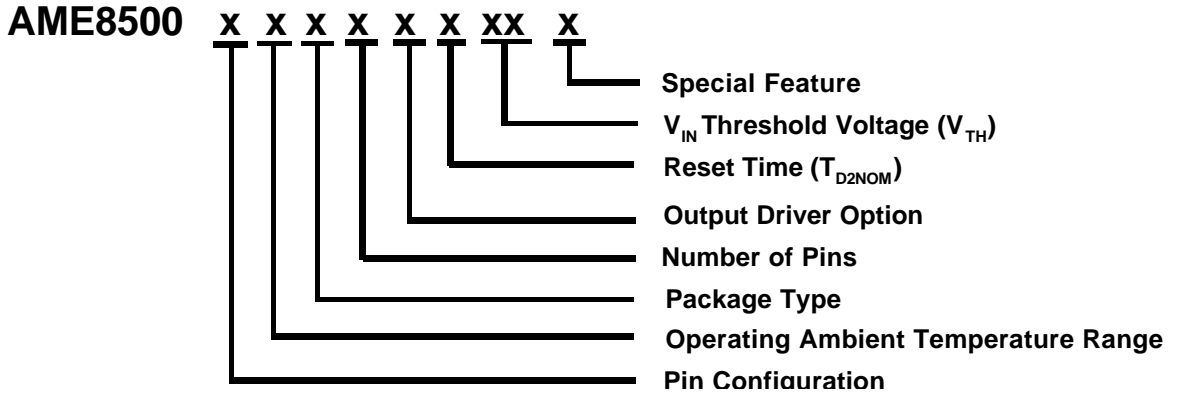 AME8500 x x x x x x xx x
Special Feature
VIN Threshold Voltage (VTH)
Reset Time (TD2NOM)
Output Driver Option
Number of Pins
Package Type
Operating Ambient Temperature Range
Pin Configuration